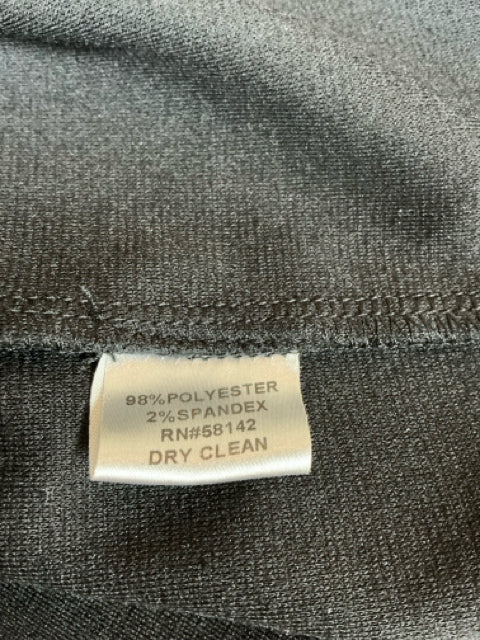 98%POLYESTER
2%SPANDEX
RN#58142
DRY CLEAN